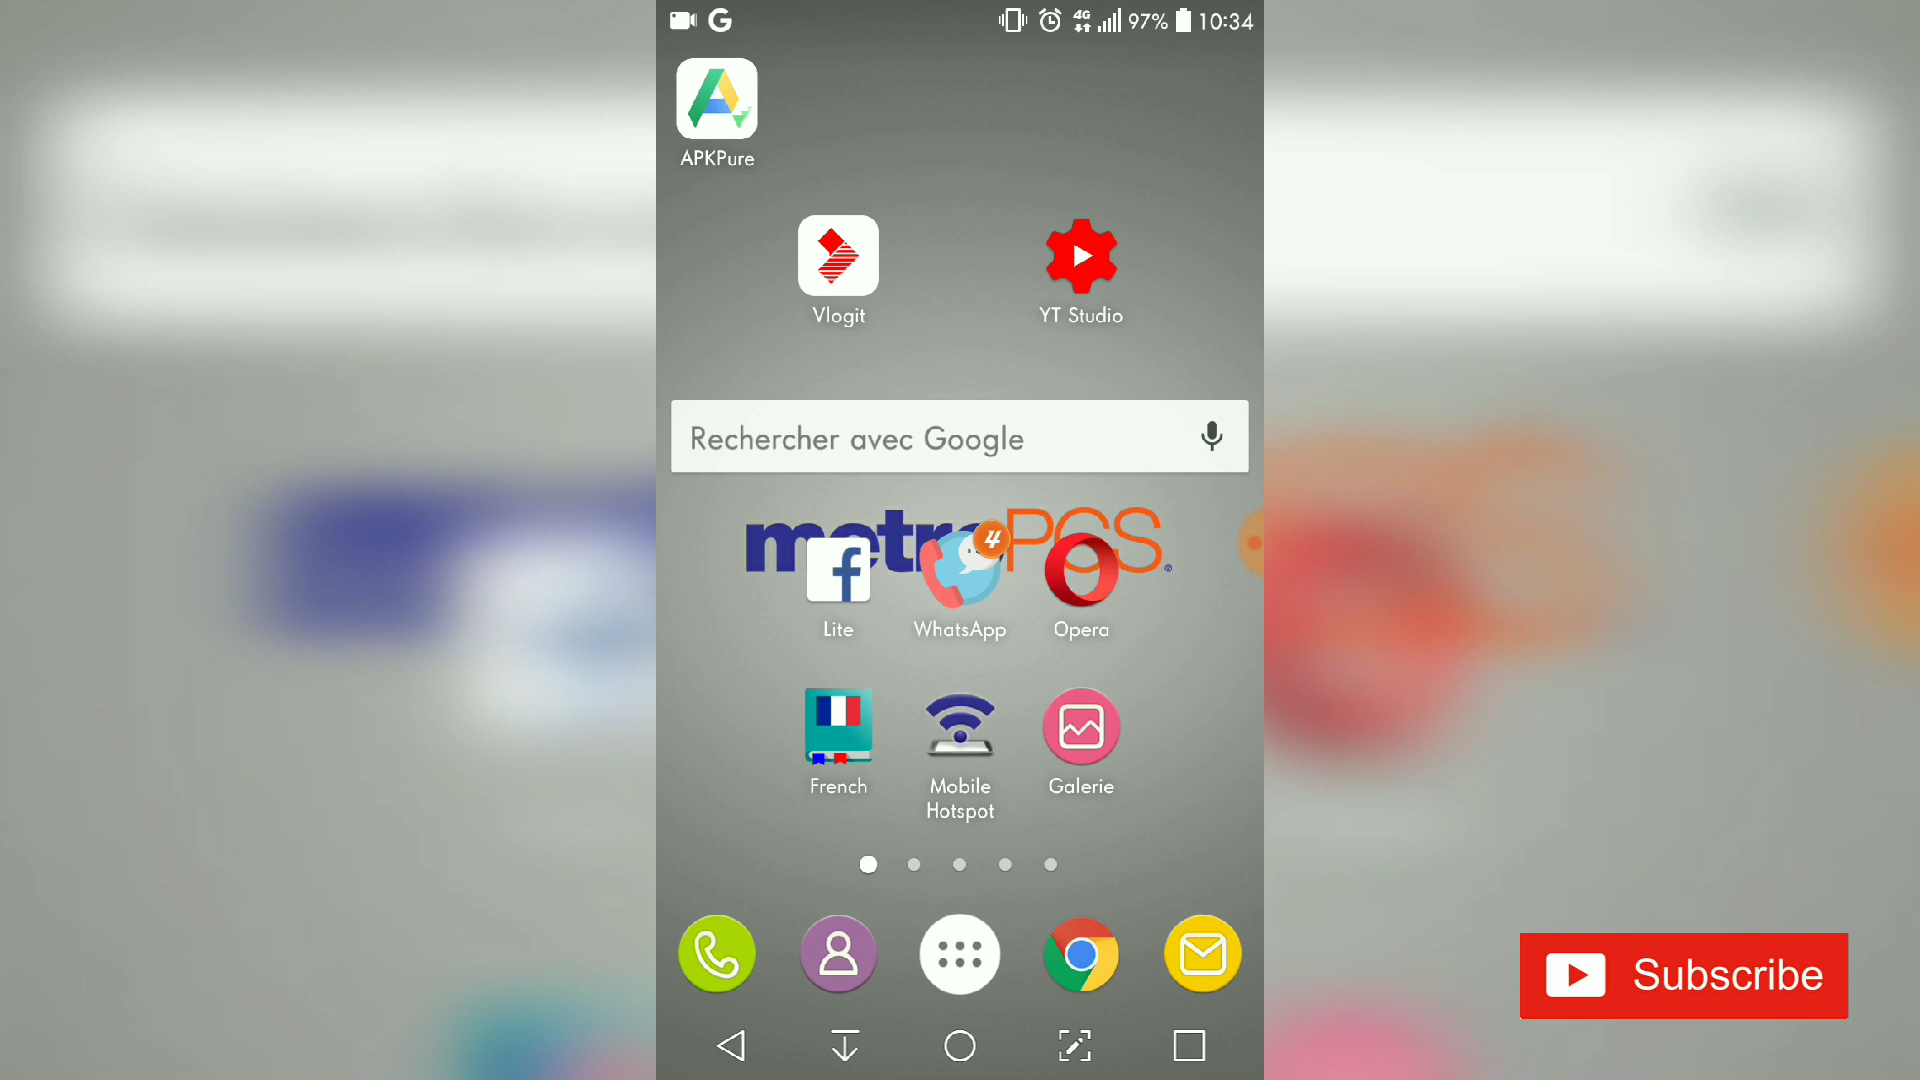 4G 97% 10:34
APKPure
Vlogit YT Studio
Rechercher avec Google
metroPCS®
4
Lite WhatsApp Opera
French Mobile Hotspot Galerie
Subscribe